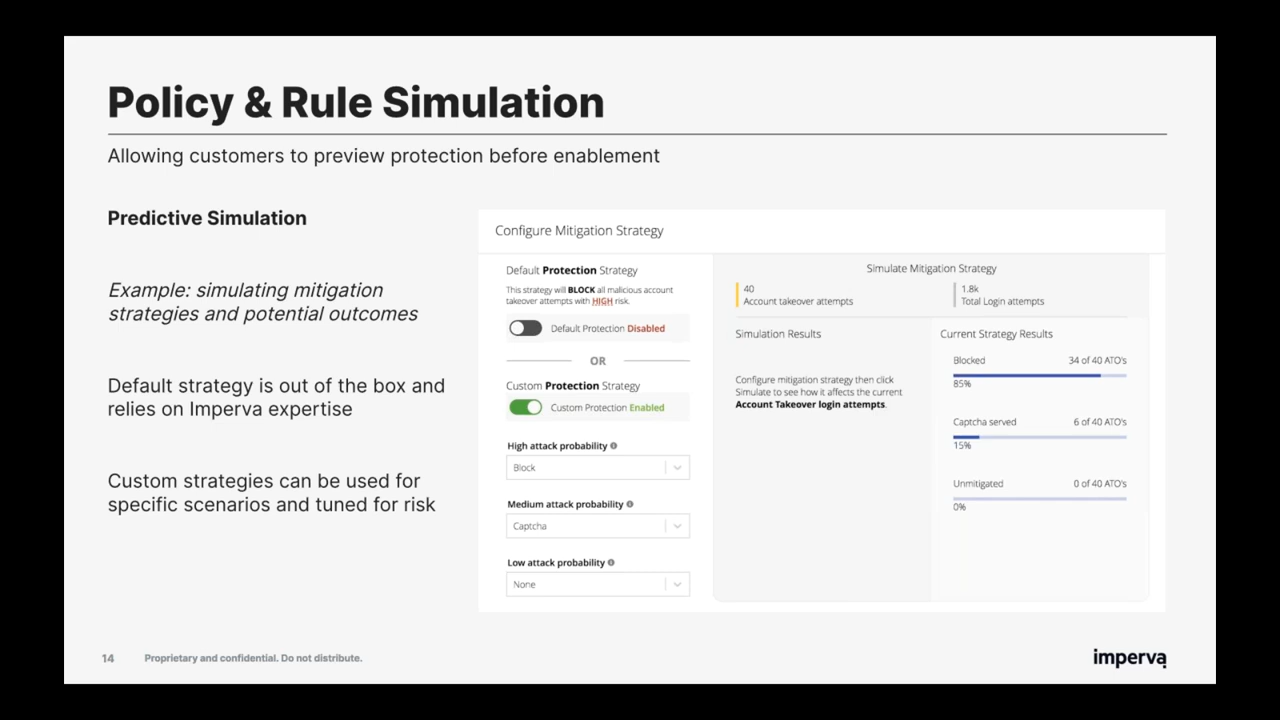 Policy & Rule Simulation
Allowing customers to preview protection before enablement
Predictive Simulation
Example: simulating mitigation
strategies and potential outcomes
Default strategy is out of the box and
relies on Imperva expertise
Custom strategies can be used for
specific scenarios and tuned for risk
Configure Mitigation Strategy
Default Protection Strategy
This strategy will BLOCK all malicious account
takeover attempts with HIGH risk.
Default Protection Disabled
OR
Custom Protection Strategy
Custom Protection Enabled
High attack probability
Block
Medium attack probability
Captcha
Low attack probability
None
Simulate Mitigation Strategy
40
Account takeover attempts
1.8k
Total Login attempts
Simulation Results
Configure mitigation strategy then click
Simulate to see how it affects the current
Account Takeover login attempts.
Current Strategy Results
Blocked 34 of 40 ATO's
85%
Captcha served 6 of 40 ATO's
15%
Unmitigated 0 of 40 ATO's
0%
14 Proprietary and confidential. Do not distribute.
imperva